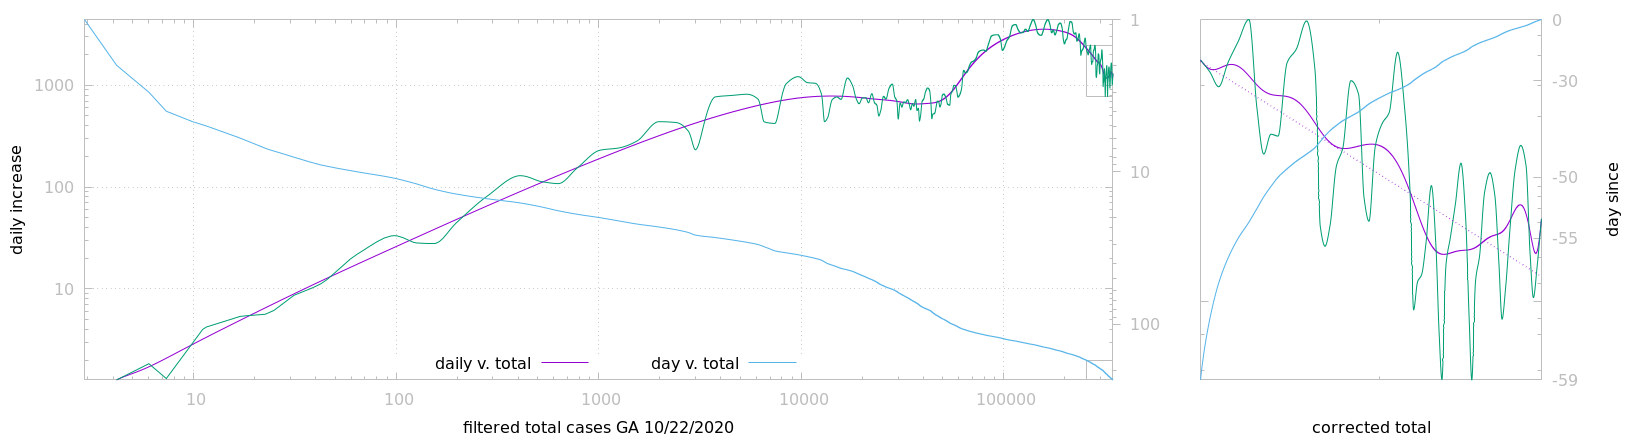 daily increase
1000
100
10
10
100
1000
10000
100000
filtered total cases GA 10/22/2020
daily v. total
day v. total
1
10
100
corrected total
0
-30
-50
-55
-59
day since